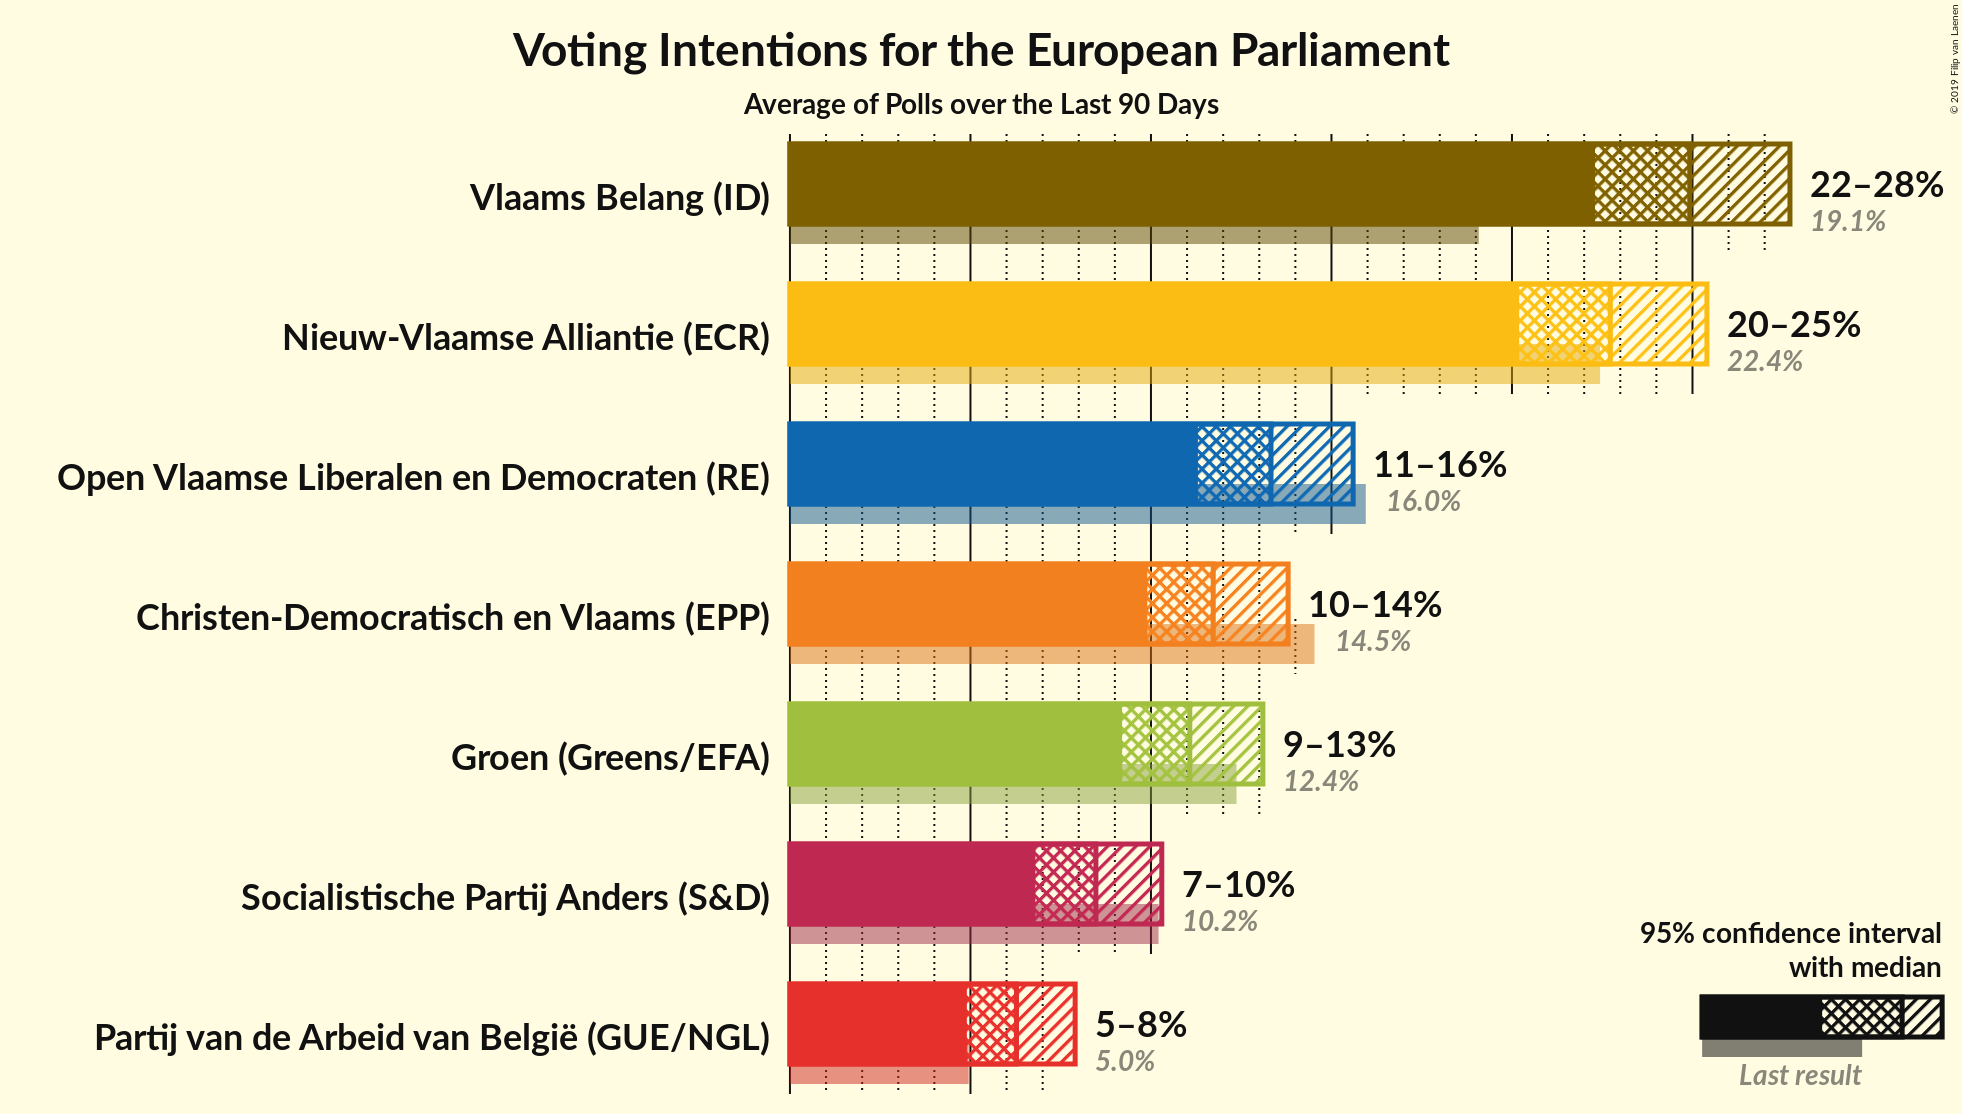 Voting Intentions for the European Parliament
Average of Polls over the Last 90 Days
© 2019 Filip van Laenen
Vlaams Belang (ID)
22–28%
19.1%
Nieuw-Vlaamse Alliantie (ECR)
20–25%
22.4%
Open Vlaamse Liberalen en Democraten (RE)
11–16%
16.0%
Christen-Democratisch en Vlaams (EPP)
10–14%
14.5%
Groen (Greens/EFA)
9–13%
12.4%
Socialistische Partij Anders (S&D)
7–10%
10.2%
Partij van de Arbeid van België (GUE/NGL)
5–8%
5.0%
95% confidence interval
with median
Last result